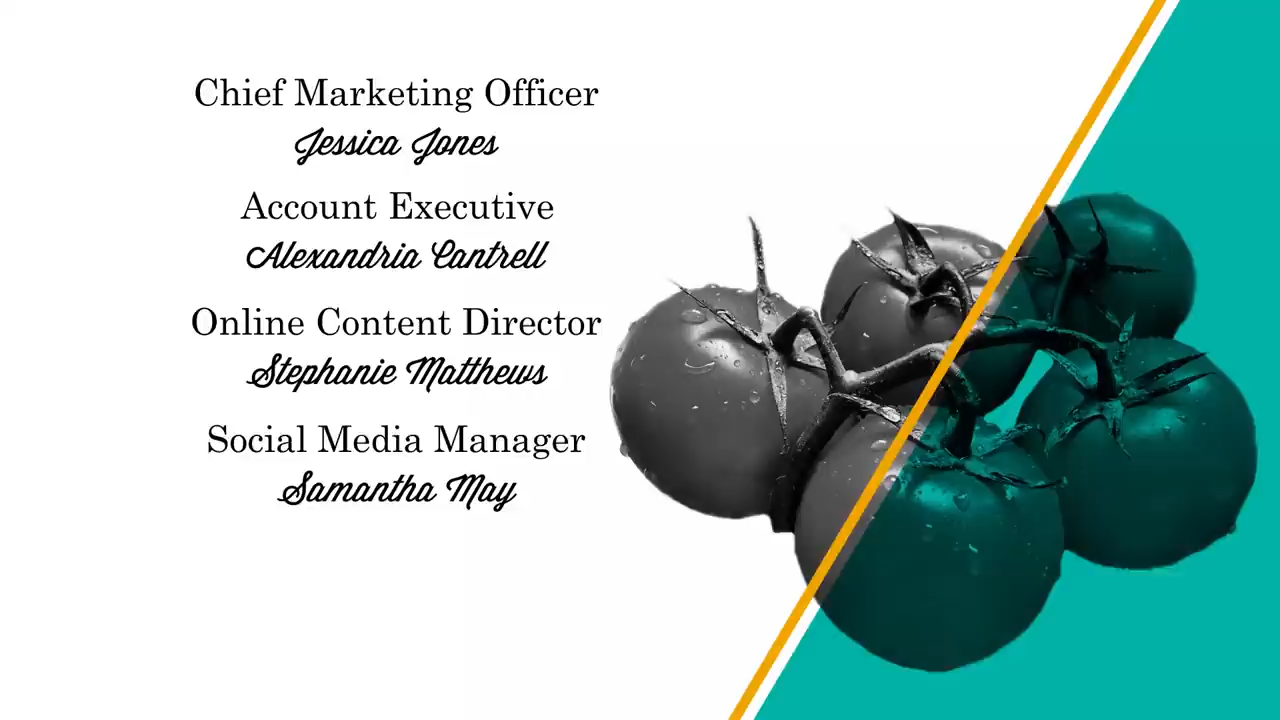 Chief Marketing Officer
Jessica Jones
Account Executive
Alexandria Cantrell
Online Content Director
Stephanie Matthews
Social Media Manager
Samantha May